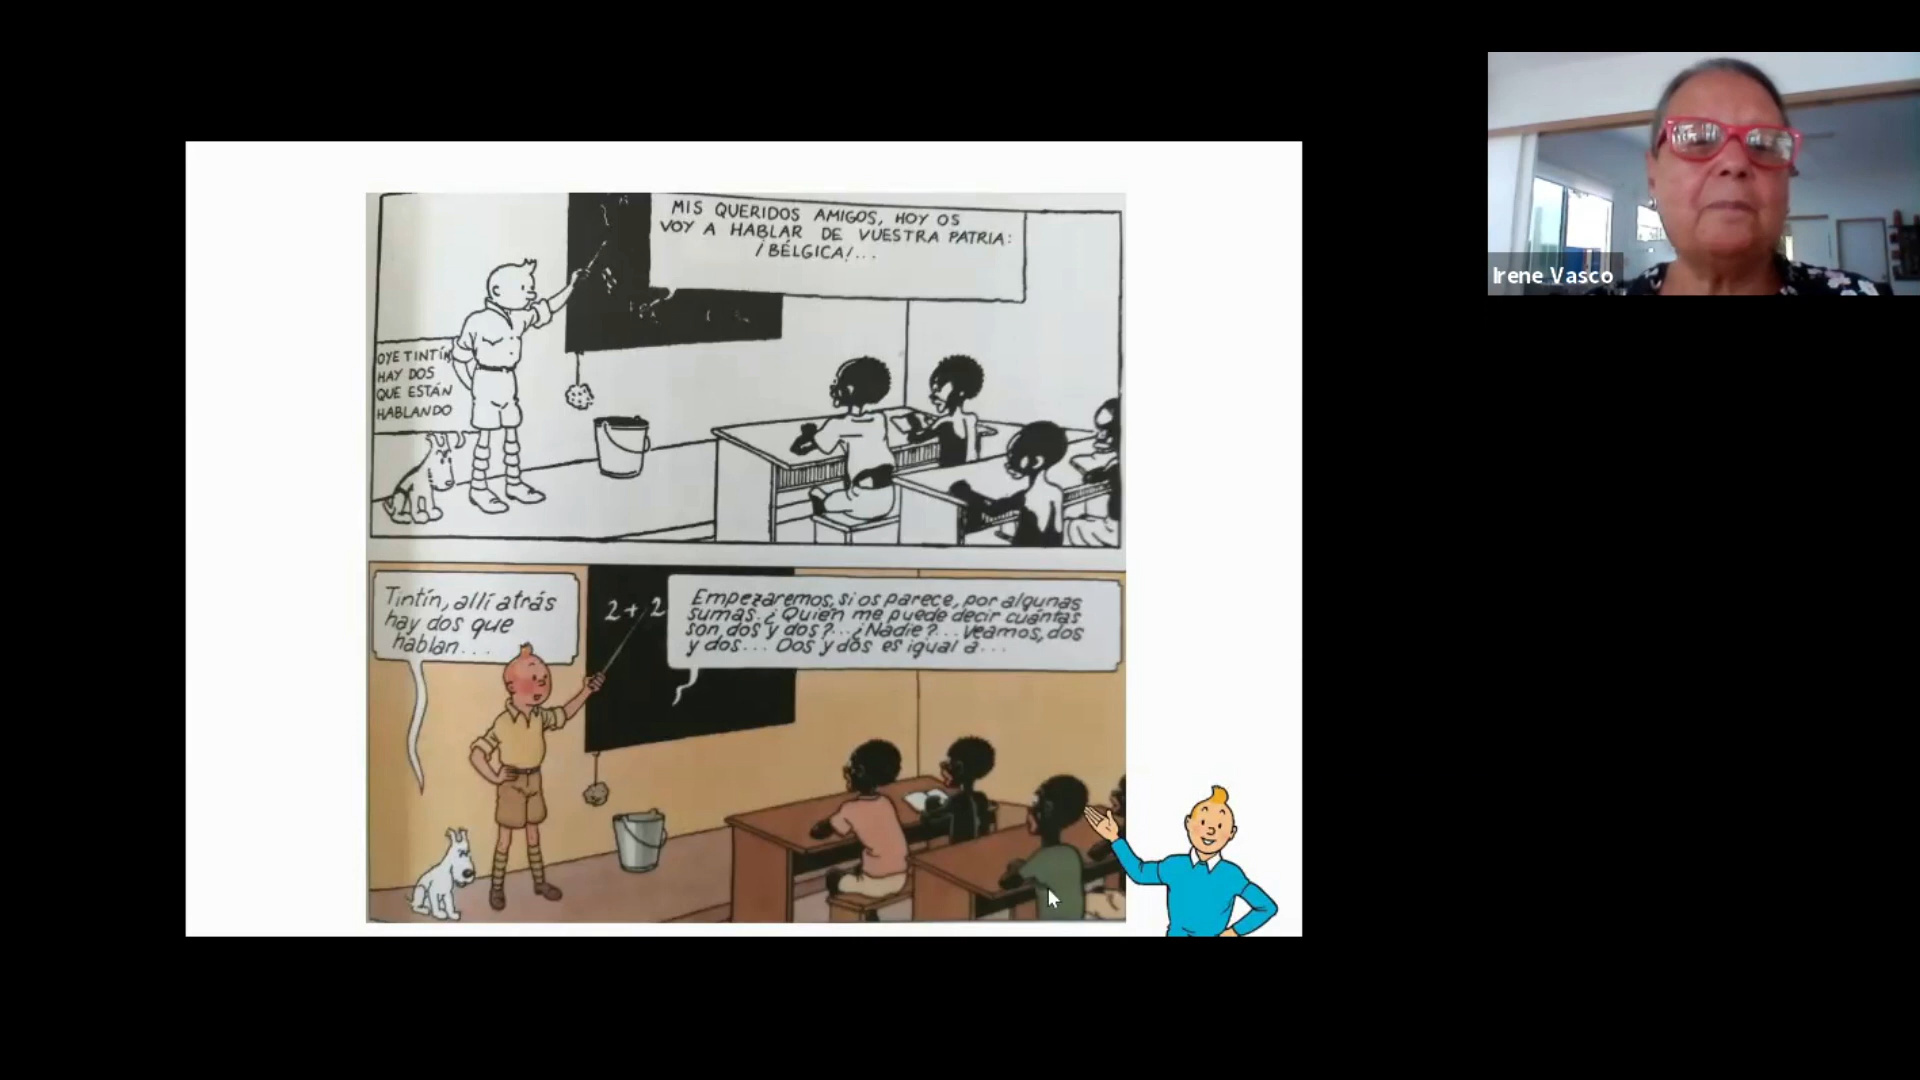 MIS QUERIDOS AMIGOS, HOY OS
VOY A HABLAR DE VUESTRA PATRIA:
¡BÉLGICA!...
OYE TINTÍN
HAY DOS
QUE ESTÁN
HABLANDO
Tintín, allí atrás
hay dos que
hablan...
2+2
Empezaremos, si os parece, por algunas
sumas. ¿Quién me puede decir cuántas
son, dos y dos?... ¿Nadie?... Veamos, dos
y dos... Dos y dos es igual a...
Irene Vasco